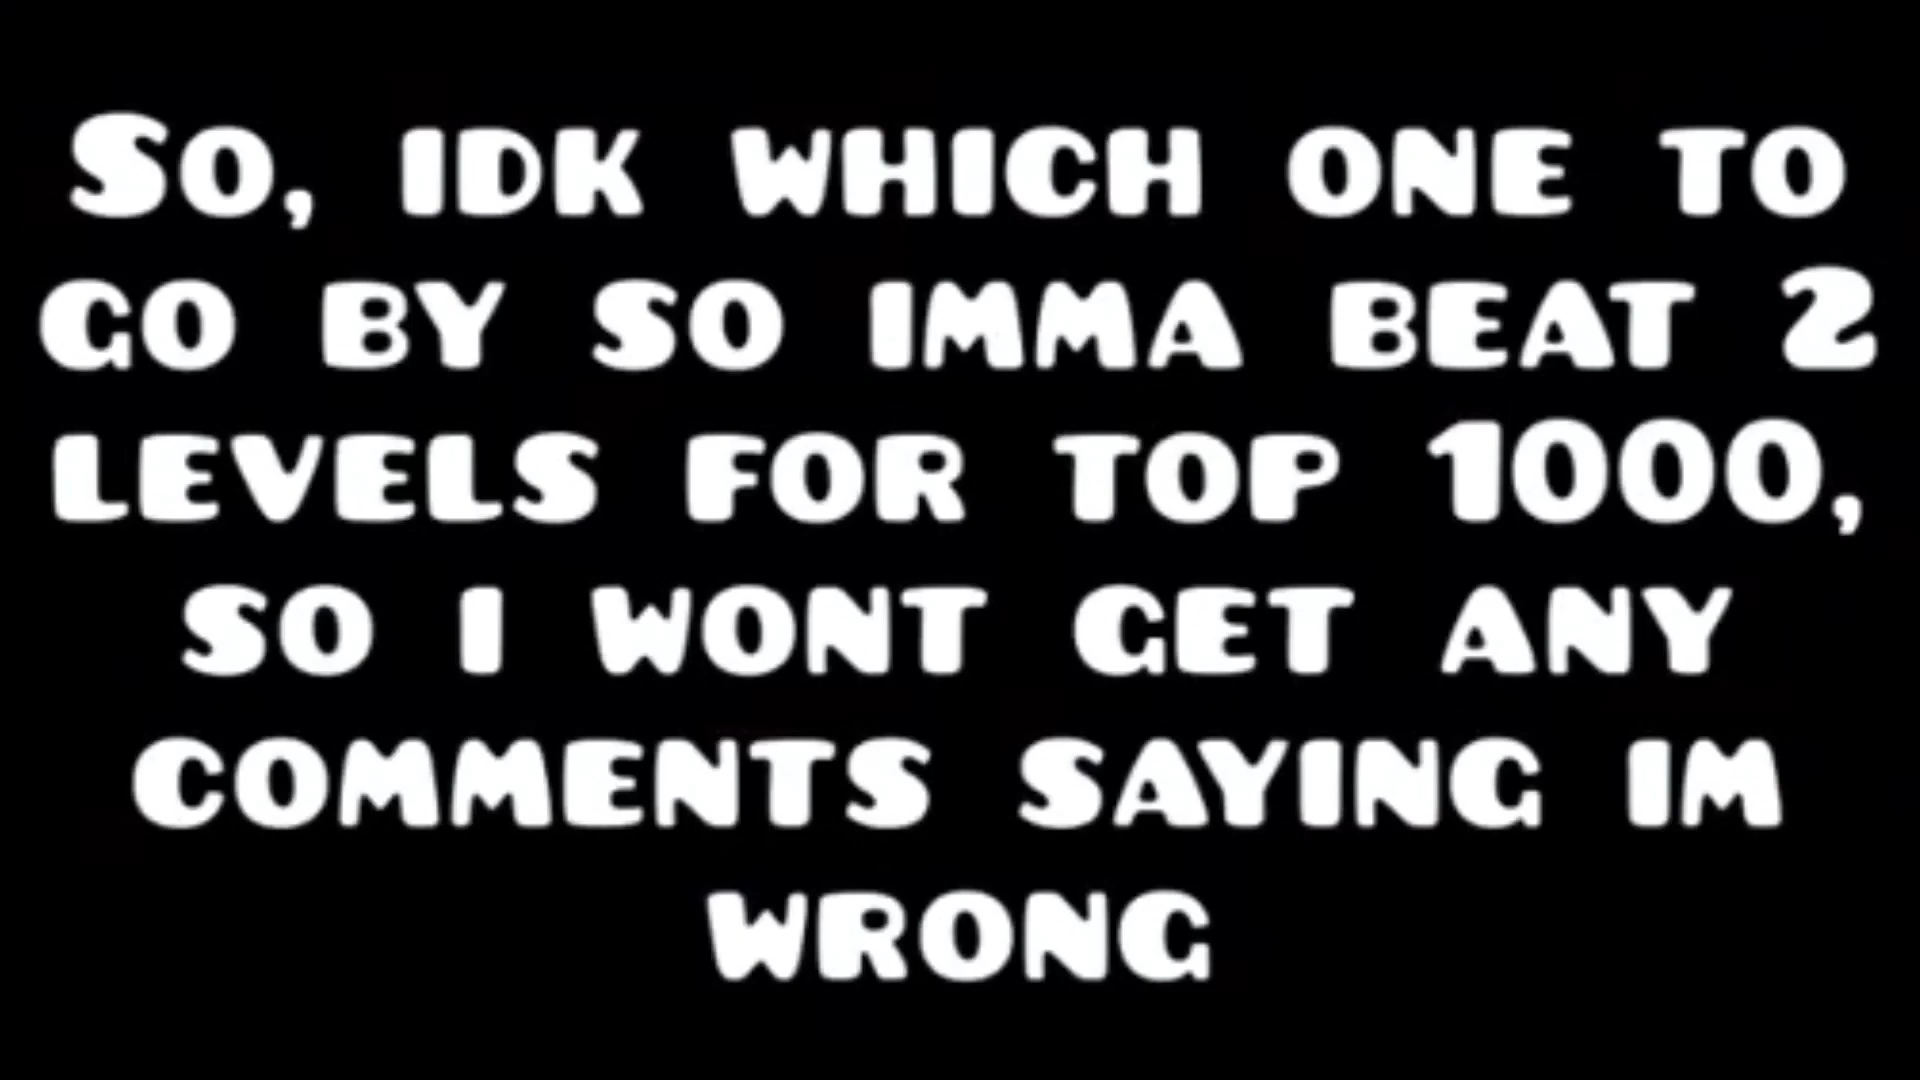 So, idk which one to
go by so imma beat 2
levels for top 1000,
so i wont get any
comments saying im
wrong